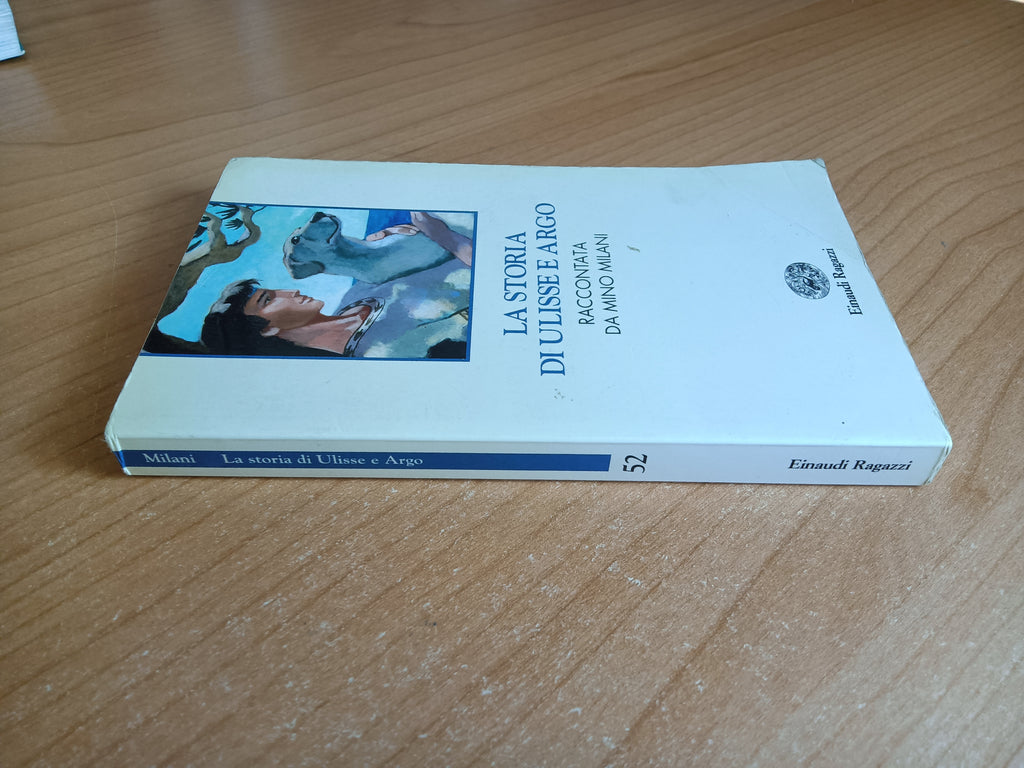 LA STORIA
DI ULISSE E ARGO
RACCONTATA
DA MINO MILANI
Einaudi Ragazzi
Milani La storia di Ulisse e Argo 52 Einaudi Ragazzi